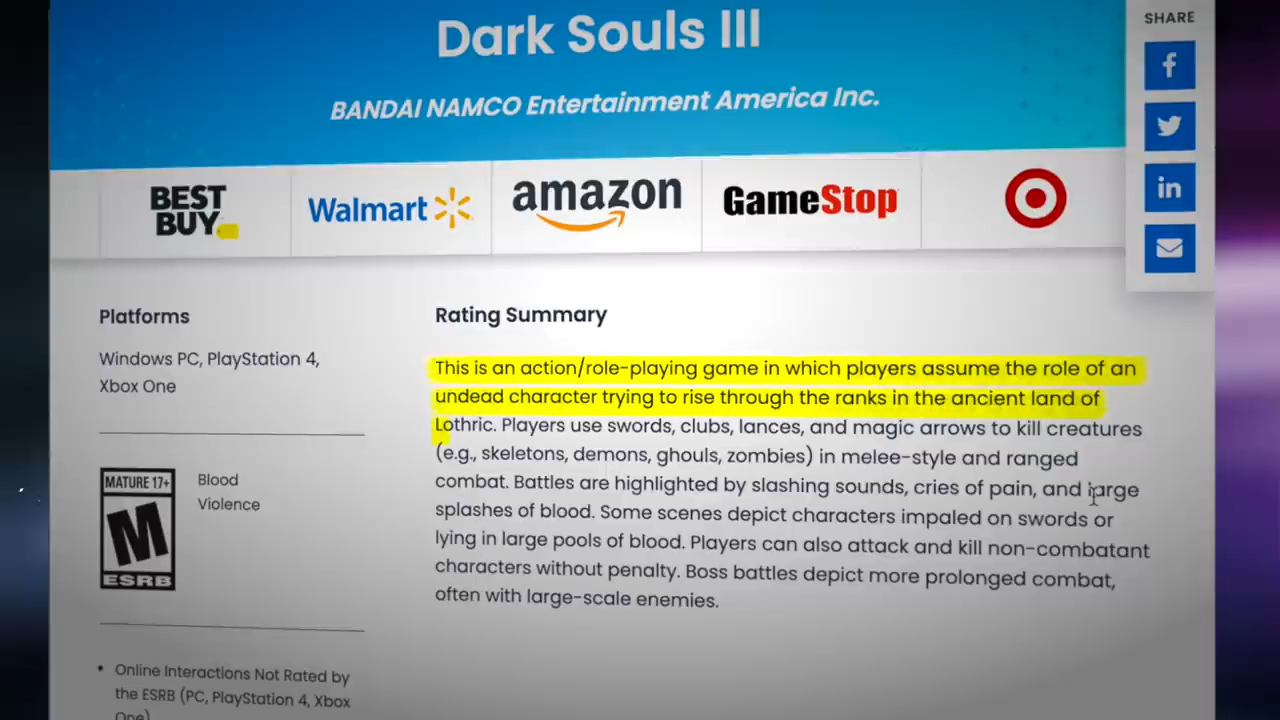 Dark Souls III
BANDAI NAMCO Entertainment America Inc.
SHARE
BEST
BUY
Walmart
amazon
GameStop
Platforms
Windows PC, PlayStation 4,
Xbox One
MATURE 17+
M
ESRB
Blood
Violence
Online Interactions Not Rated by
the ESRB (PC, PlayStation 4, Xbox
One)
Rating Summary
This is an action/role-playing game in which players assume the role of an
undead character trying to rise through the ranks in the ancient land of
Lothric. Players use swords, clubs, lances, and magic arrows to kill creatures
(e.g., skeletons, demons, ghouls, zombies) in melee-style and ranged
combat. Battles are highlighted by slashing sounds, cries of pain, and large
splashes of blood. Some scenes depict characters impaled on swords or
lying in large pools of blood. Players can also attack and kill non-combatant
characters without penalty. Boss battles depict more prolonged combat,
often with large-scale enemies.